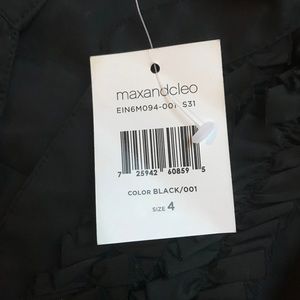 maxandcleo
EIN6M094-001 S31
7 25942 60859 5
COLOR BLACK/001
SIZE 4